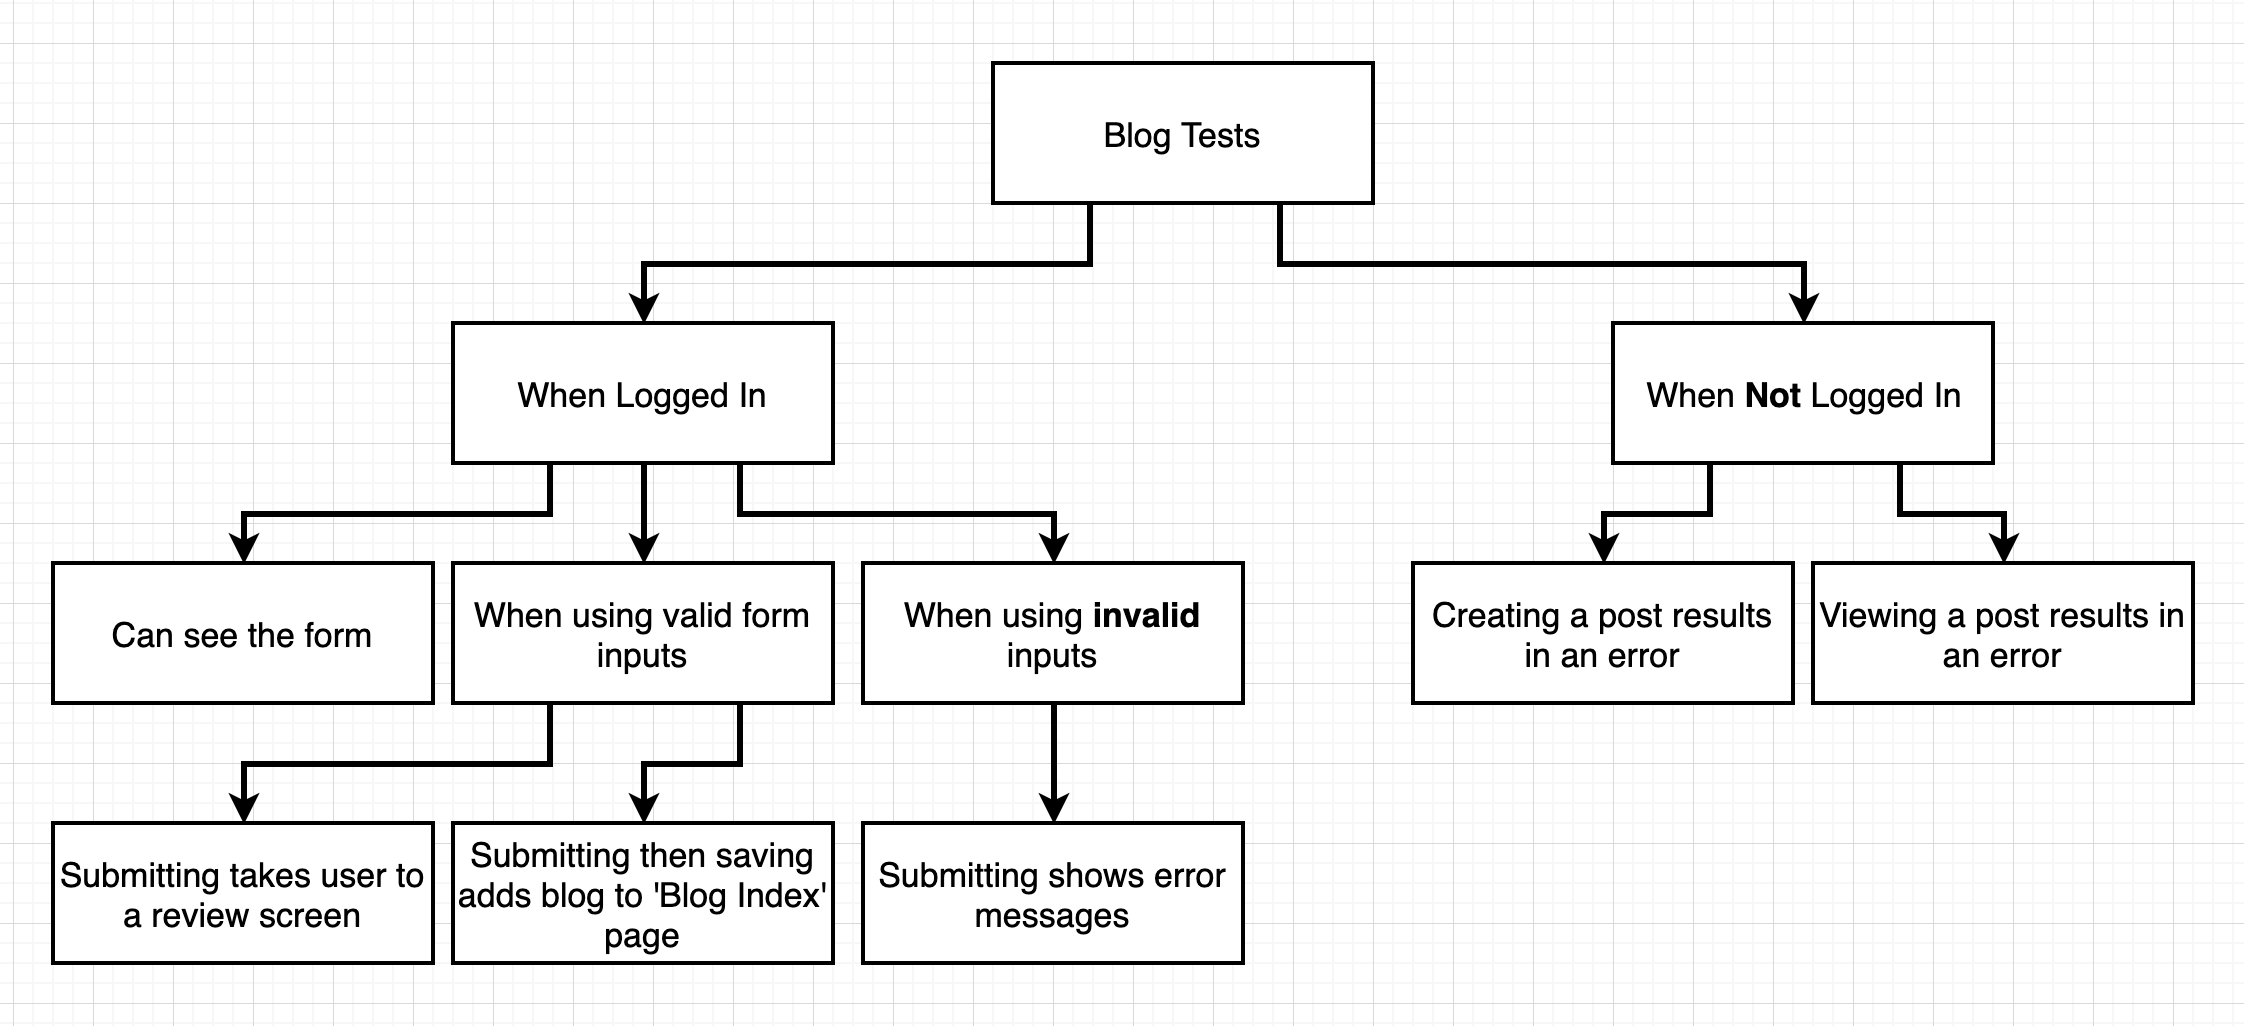 Blog Tests
When Logged In
When Not Logged In
Can see the form
When using valid form
inputs
When using invalid
inputs
Creating a post results
in an error
Viewing a post results in
an error
Submitting takes user to
a review screen
Submitting then saving
adds blog to 'Blog Index'
page
Submitting shows error
messages